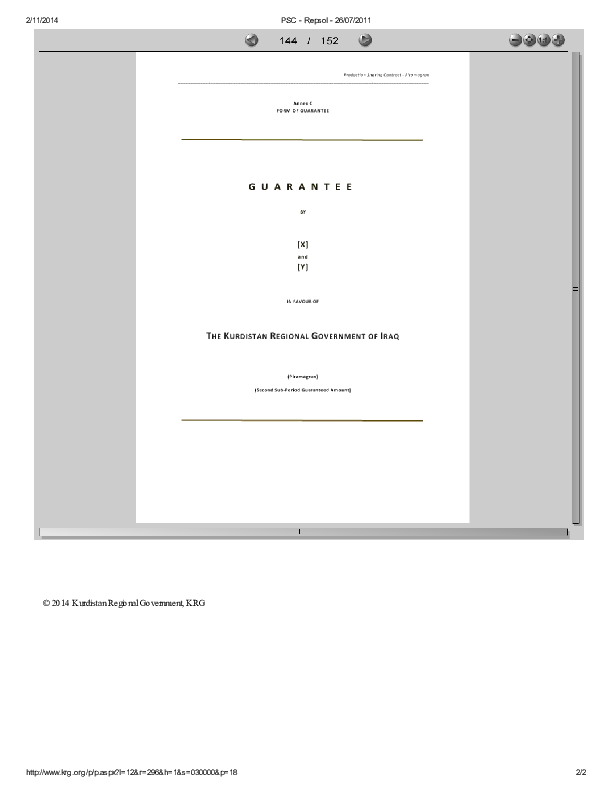 2/11/2014
PSC - Repsol - 26/07/2011
144 / 152
Production Sharing Contract - Piramagrun
Annex C
FORM OF GUARANTEE
G U A R A N T E E
BY
[X]
and
[Y]
IN FAVOUR OF
THE KURDISTAN REGIONAL GOVERNMENT OF IRAQ
(Piramagrun)
(Second Sub-Period Guaranteed Amount)
© 2014 Kurdistan Regional Government, KRG
http://www.krg.org/p/p.aspx?l=12&r=296&h=1&s=030000&p=18
2/2